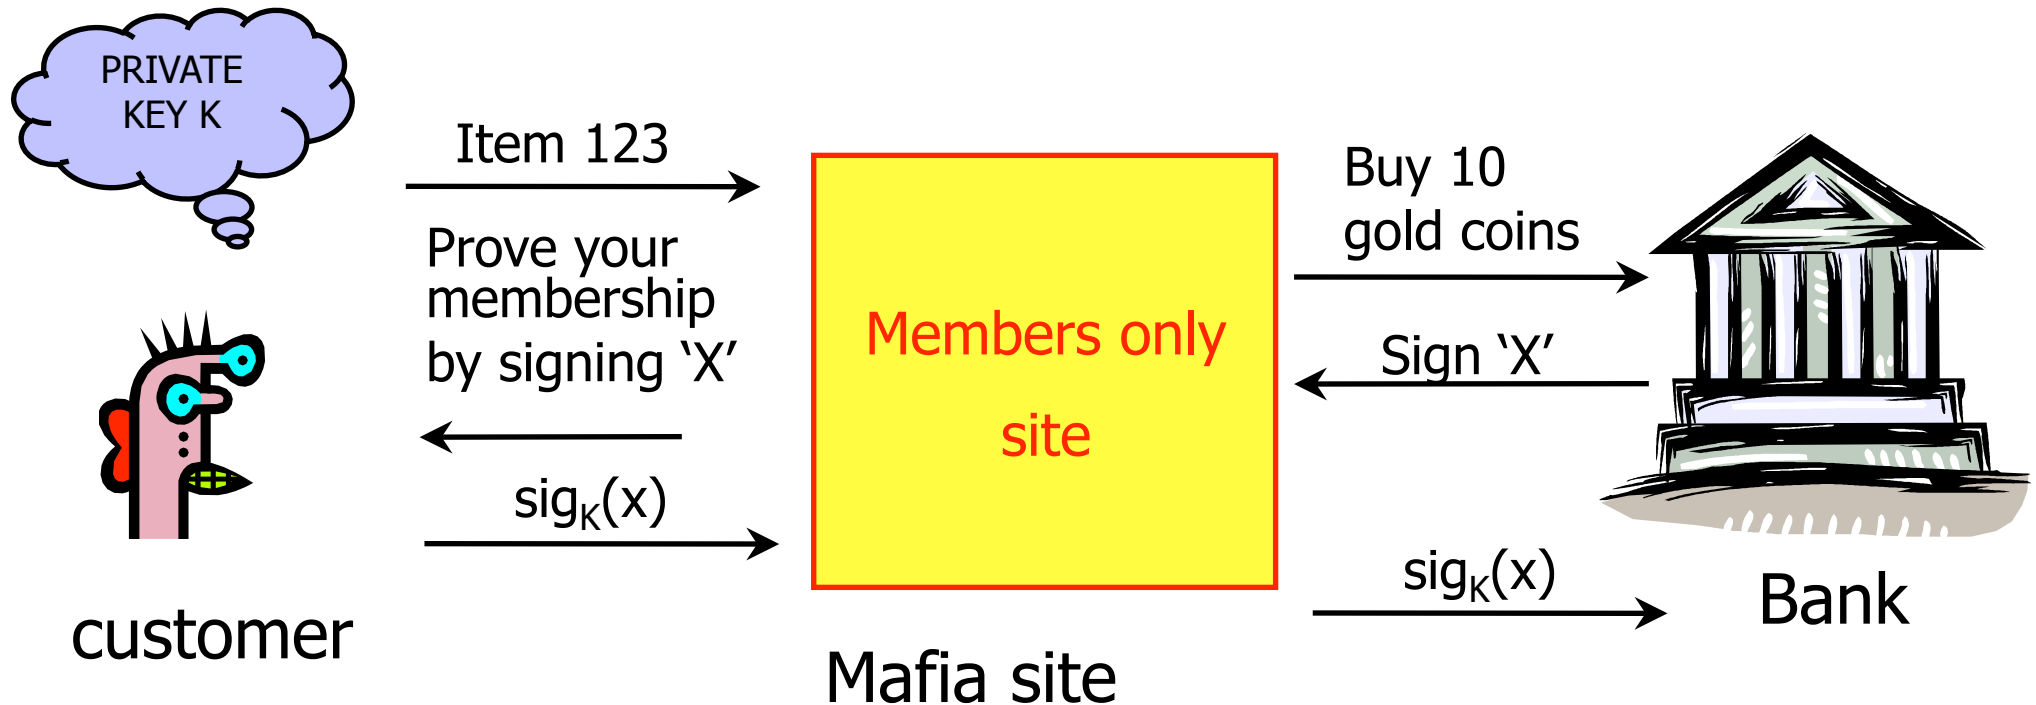 PRIVATE
KEY K
Item 123
Prove your
membership
by signing ‘X’
sigK(x)
customer
Members only
site
Mafia site
Buy 10
gold coins
Sign ‘X’
sigK(x)
Bank